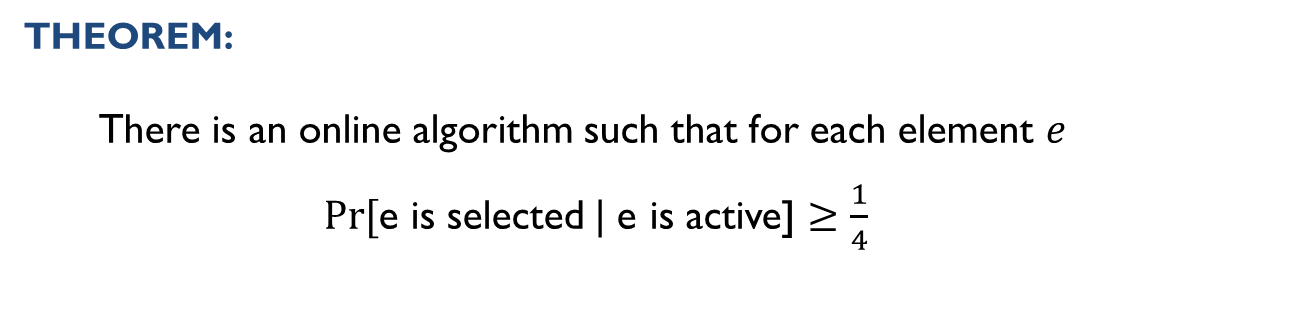 THEOREM:
There is an online algorithm such that for each element e
Pr[e is selected | e is active] ≥ 1/4